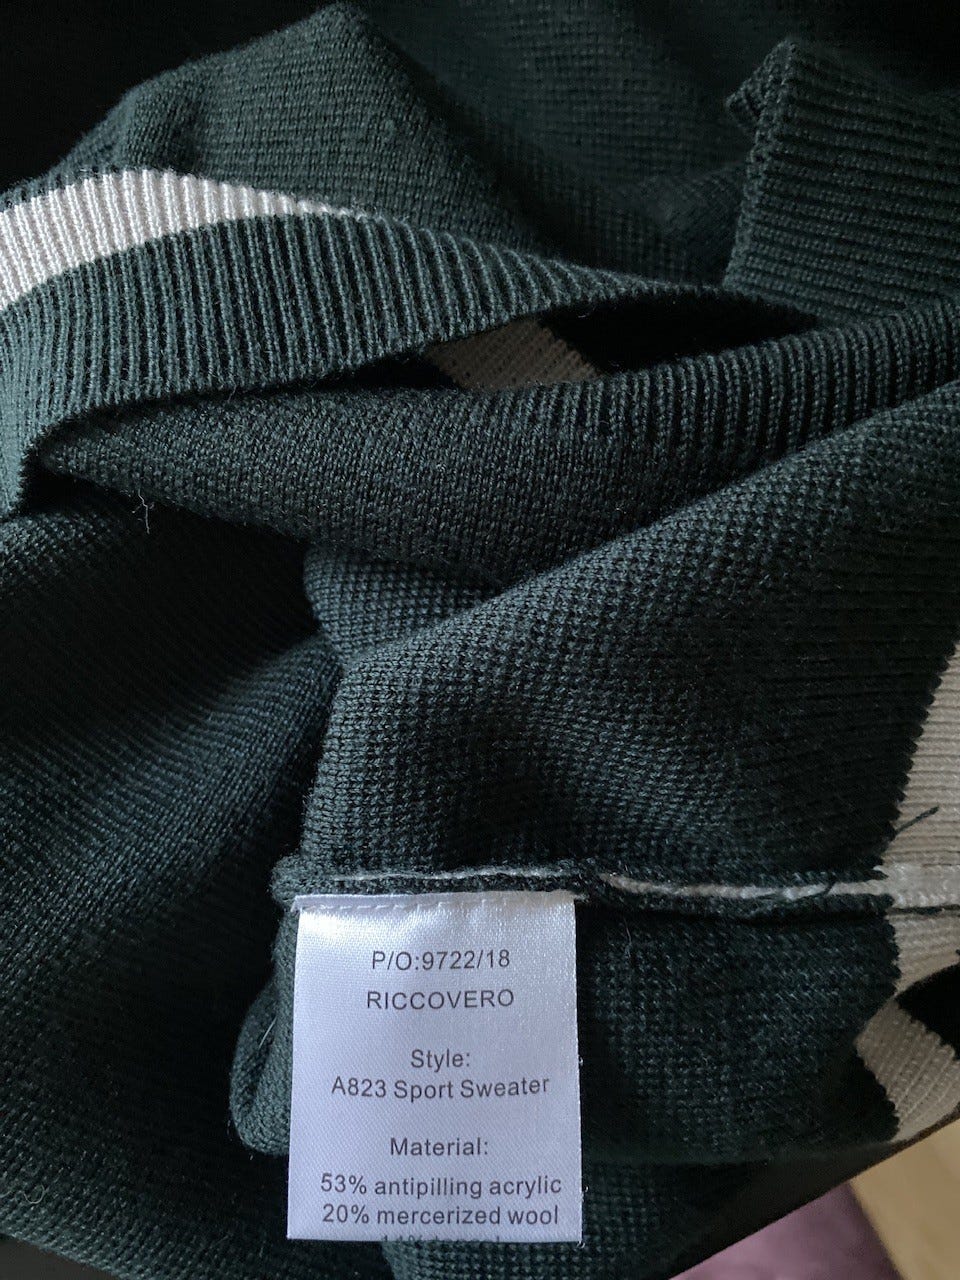 P/O:9722/18
RICCOVERO
Style:
A823 Sport Sweater
Material:
53% antipilling acrylic
20% mercerized wool